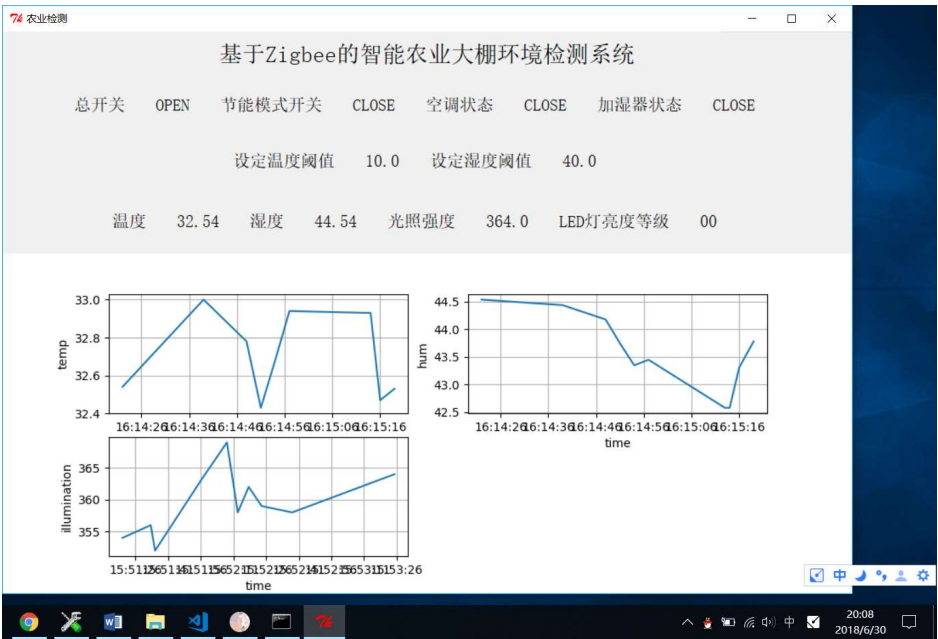 农业检测
基于Zigbee的智能农业大棚环境检测系统
总开关 OPEN 节能模式开关 CLOSE 空调状态 CLOSE 加湿器状态 CLOSE
设定温度阈值 10.0 设定湿度阈值 40.0
温度 32.54 湿度 44.54 光照强度 364.0 LED灯亮度等级 00
33.0
32.8
32.6
32.4
temp
16:14:26 16:14:36 16:14:46 16:14:56 16:15:06 16:15:16
44.5
44.0
43.5
43.0
42.5
hum
16:14:26 16:14:36 16:14:46 16:14:56 16:15:06 16:15:16
time
365
360
355
illumination
time
中
中
20:08
2018/6/30